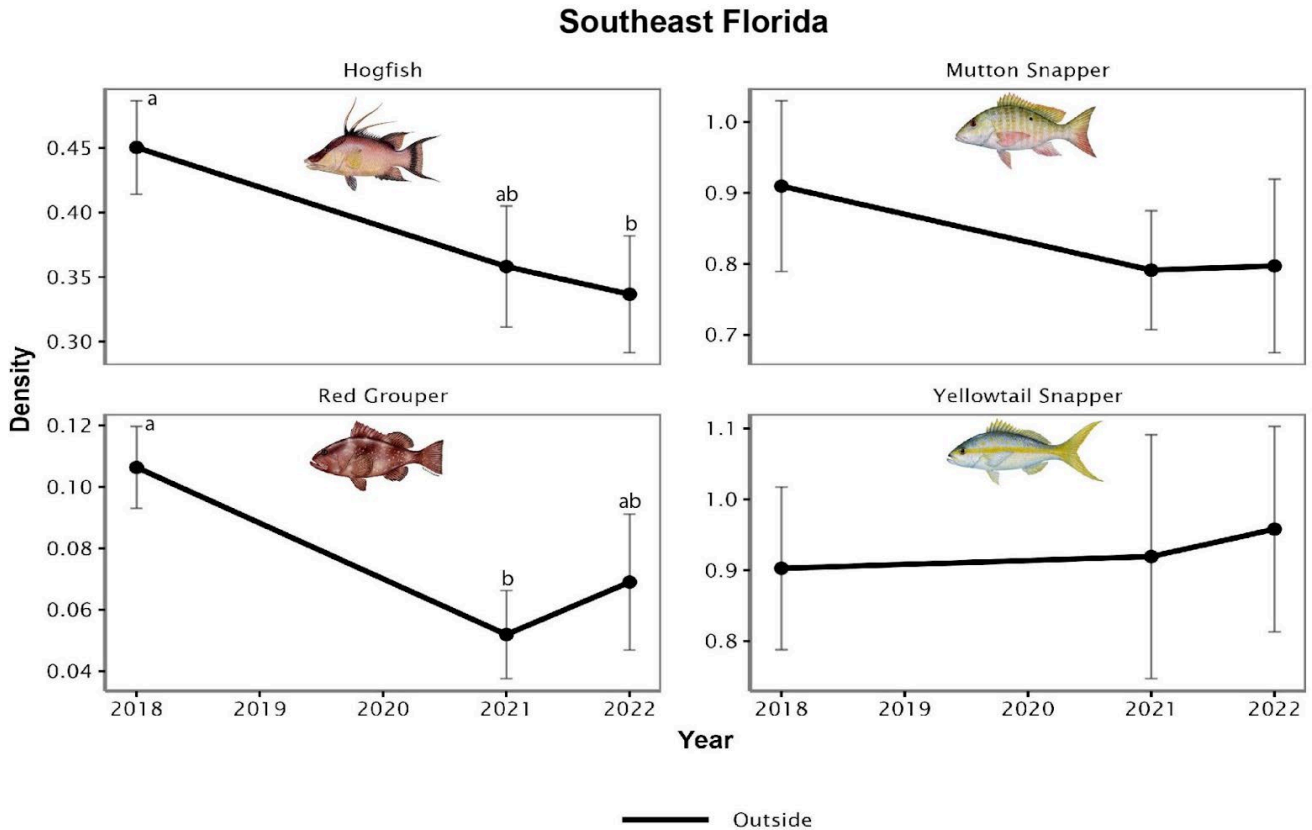 Southeast Florida
Hogfish
Mutton Snapper
a
ab
b
0.45
0.40
0.35
0.30
1.0
0.9
0.8
0.7
Density
Red Grouper
Yellowtail Snapper
a
b
ab
0.12
0.10
0.08
0.06
0.04
1.1
1.0
0.9
0.8
2018 2019 2020 2021 2022
2018 2019 2020 2021 2022
Year
Outside